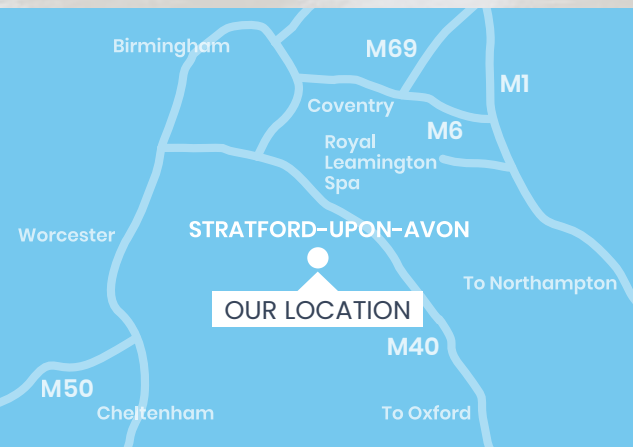 Birmingham
M69
M1
Coventry
M6
Royal
Leamington
Spa
STRATFORD-UPON-AVON
Worcester
To Northampton
OUR LOCATION
M40
M50
Cheltenham
To Oxford